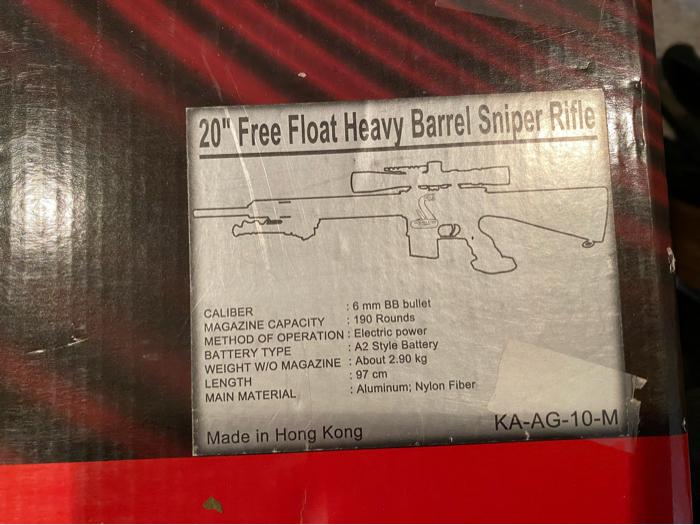 20" Free Float Heavy Barrel Sniper Rifle
CALIBER : 6 mm BB bullet
MAGAZINE CAPACITY : 190 Rounds
METHOD OF OPERATION : Electric power
BATTERY TYPE : A2 Style Battery
WEIGHT W/O MAGAZINE : About 2.90 kg
LENGTH : 97 cm
MAIN MATERIAL : Aluminum; Nylon Fiber
Made in Hong Kong
KA-AG-10-M